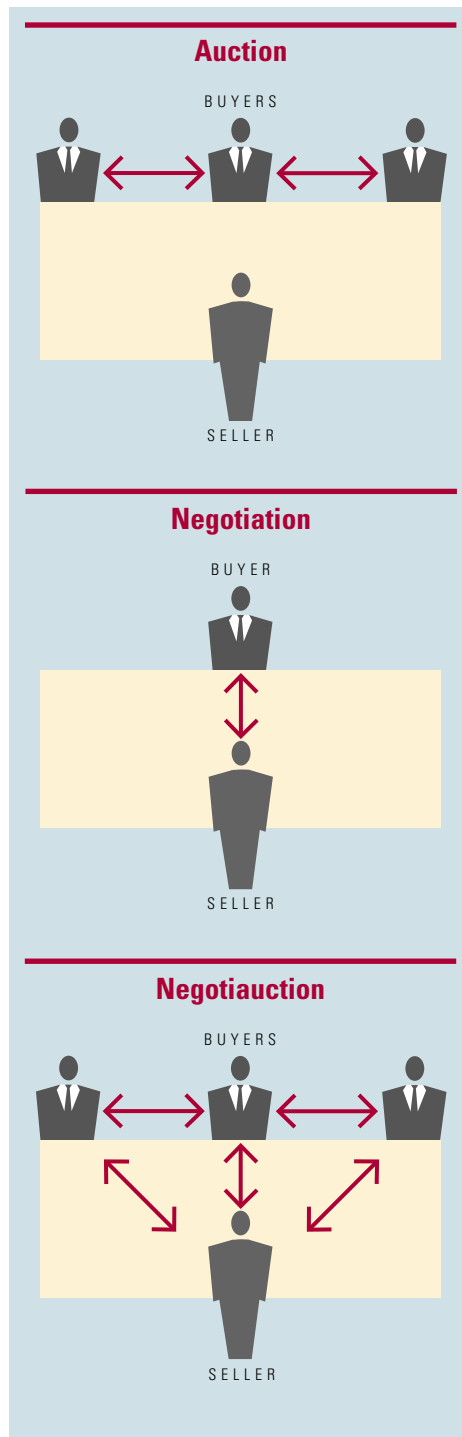 Auction
BUYERS
SELLER
Negotiation
BUYER
SELLER
Negotiauction
BUYERS
SELLER